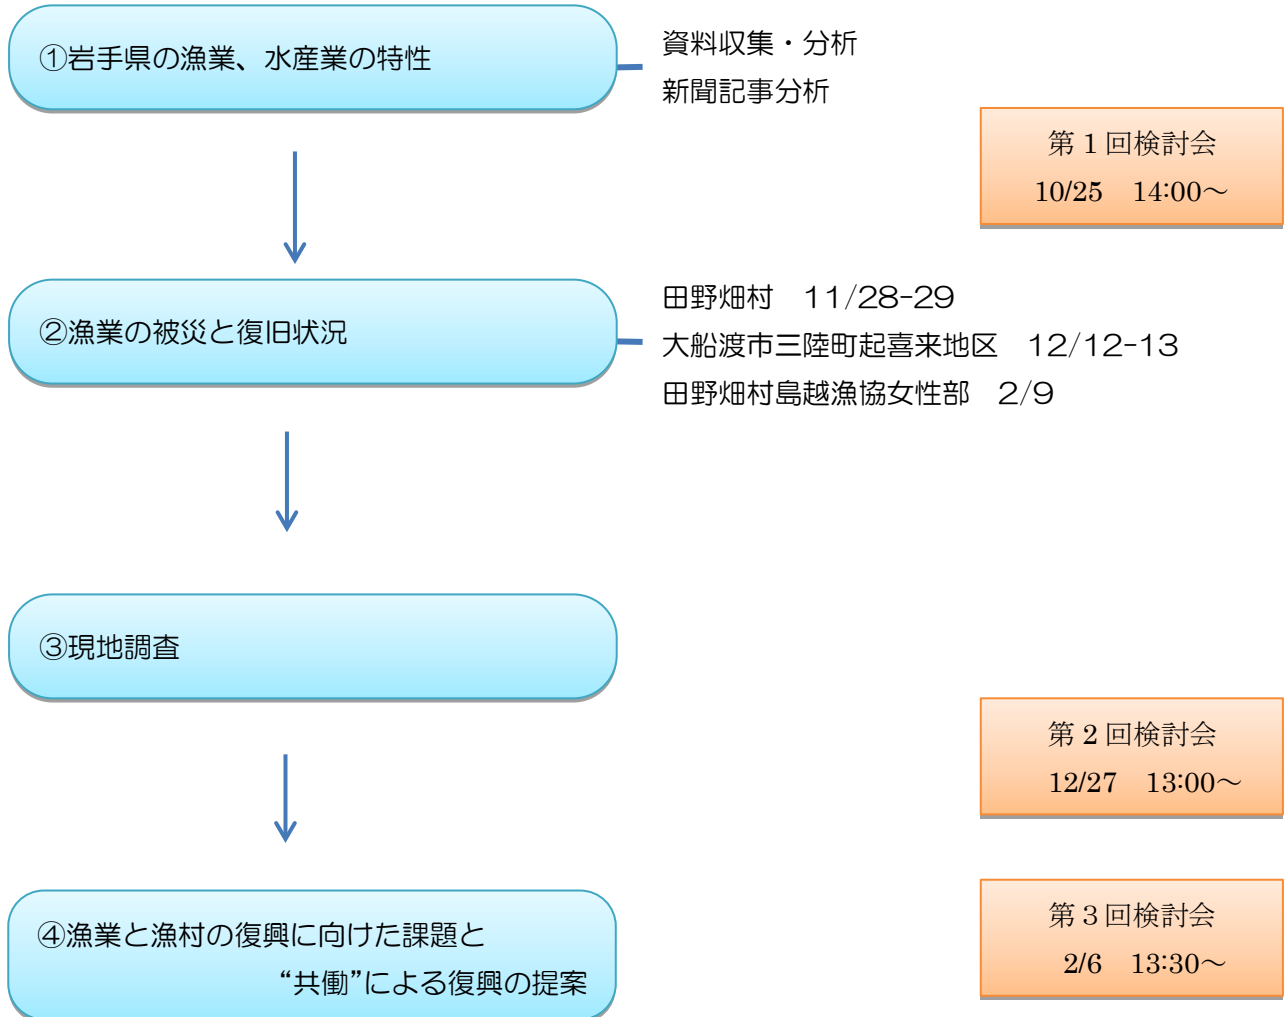 ①岩手県の漁業、水産業の特性
資料収集・分析
新聞記事分析
第１回検討会
10/25　14:00～
②漁業の被災と復旧状況
田野畑村　11/28-29
大船渡市三陸町起喜来地区　12/12-13
田野畑村島越漁協女性部　2/9
③現地調査
第２回検討会
12/27　13:00～
④漁業と漁村の復興に向けた課題と
“共働”による復興の提案
第３回検討会
2/6　13:30～